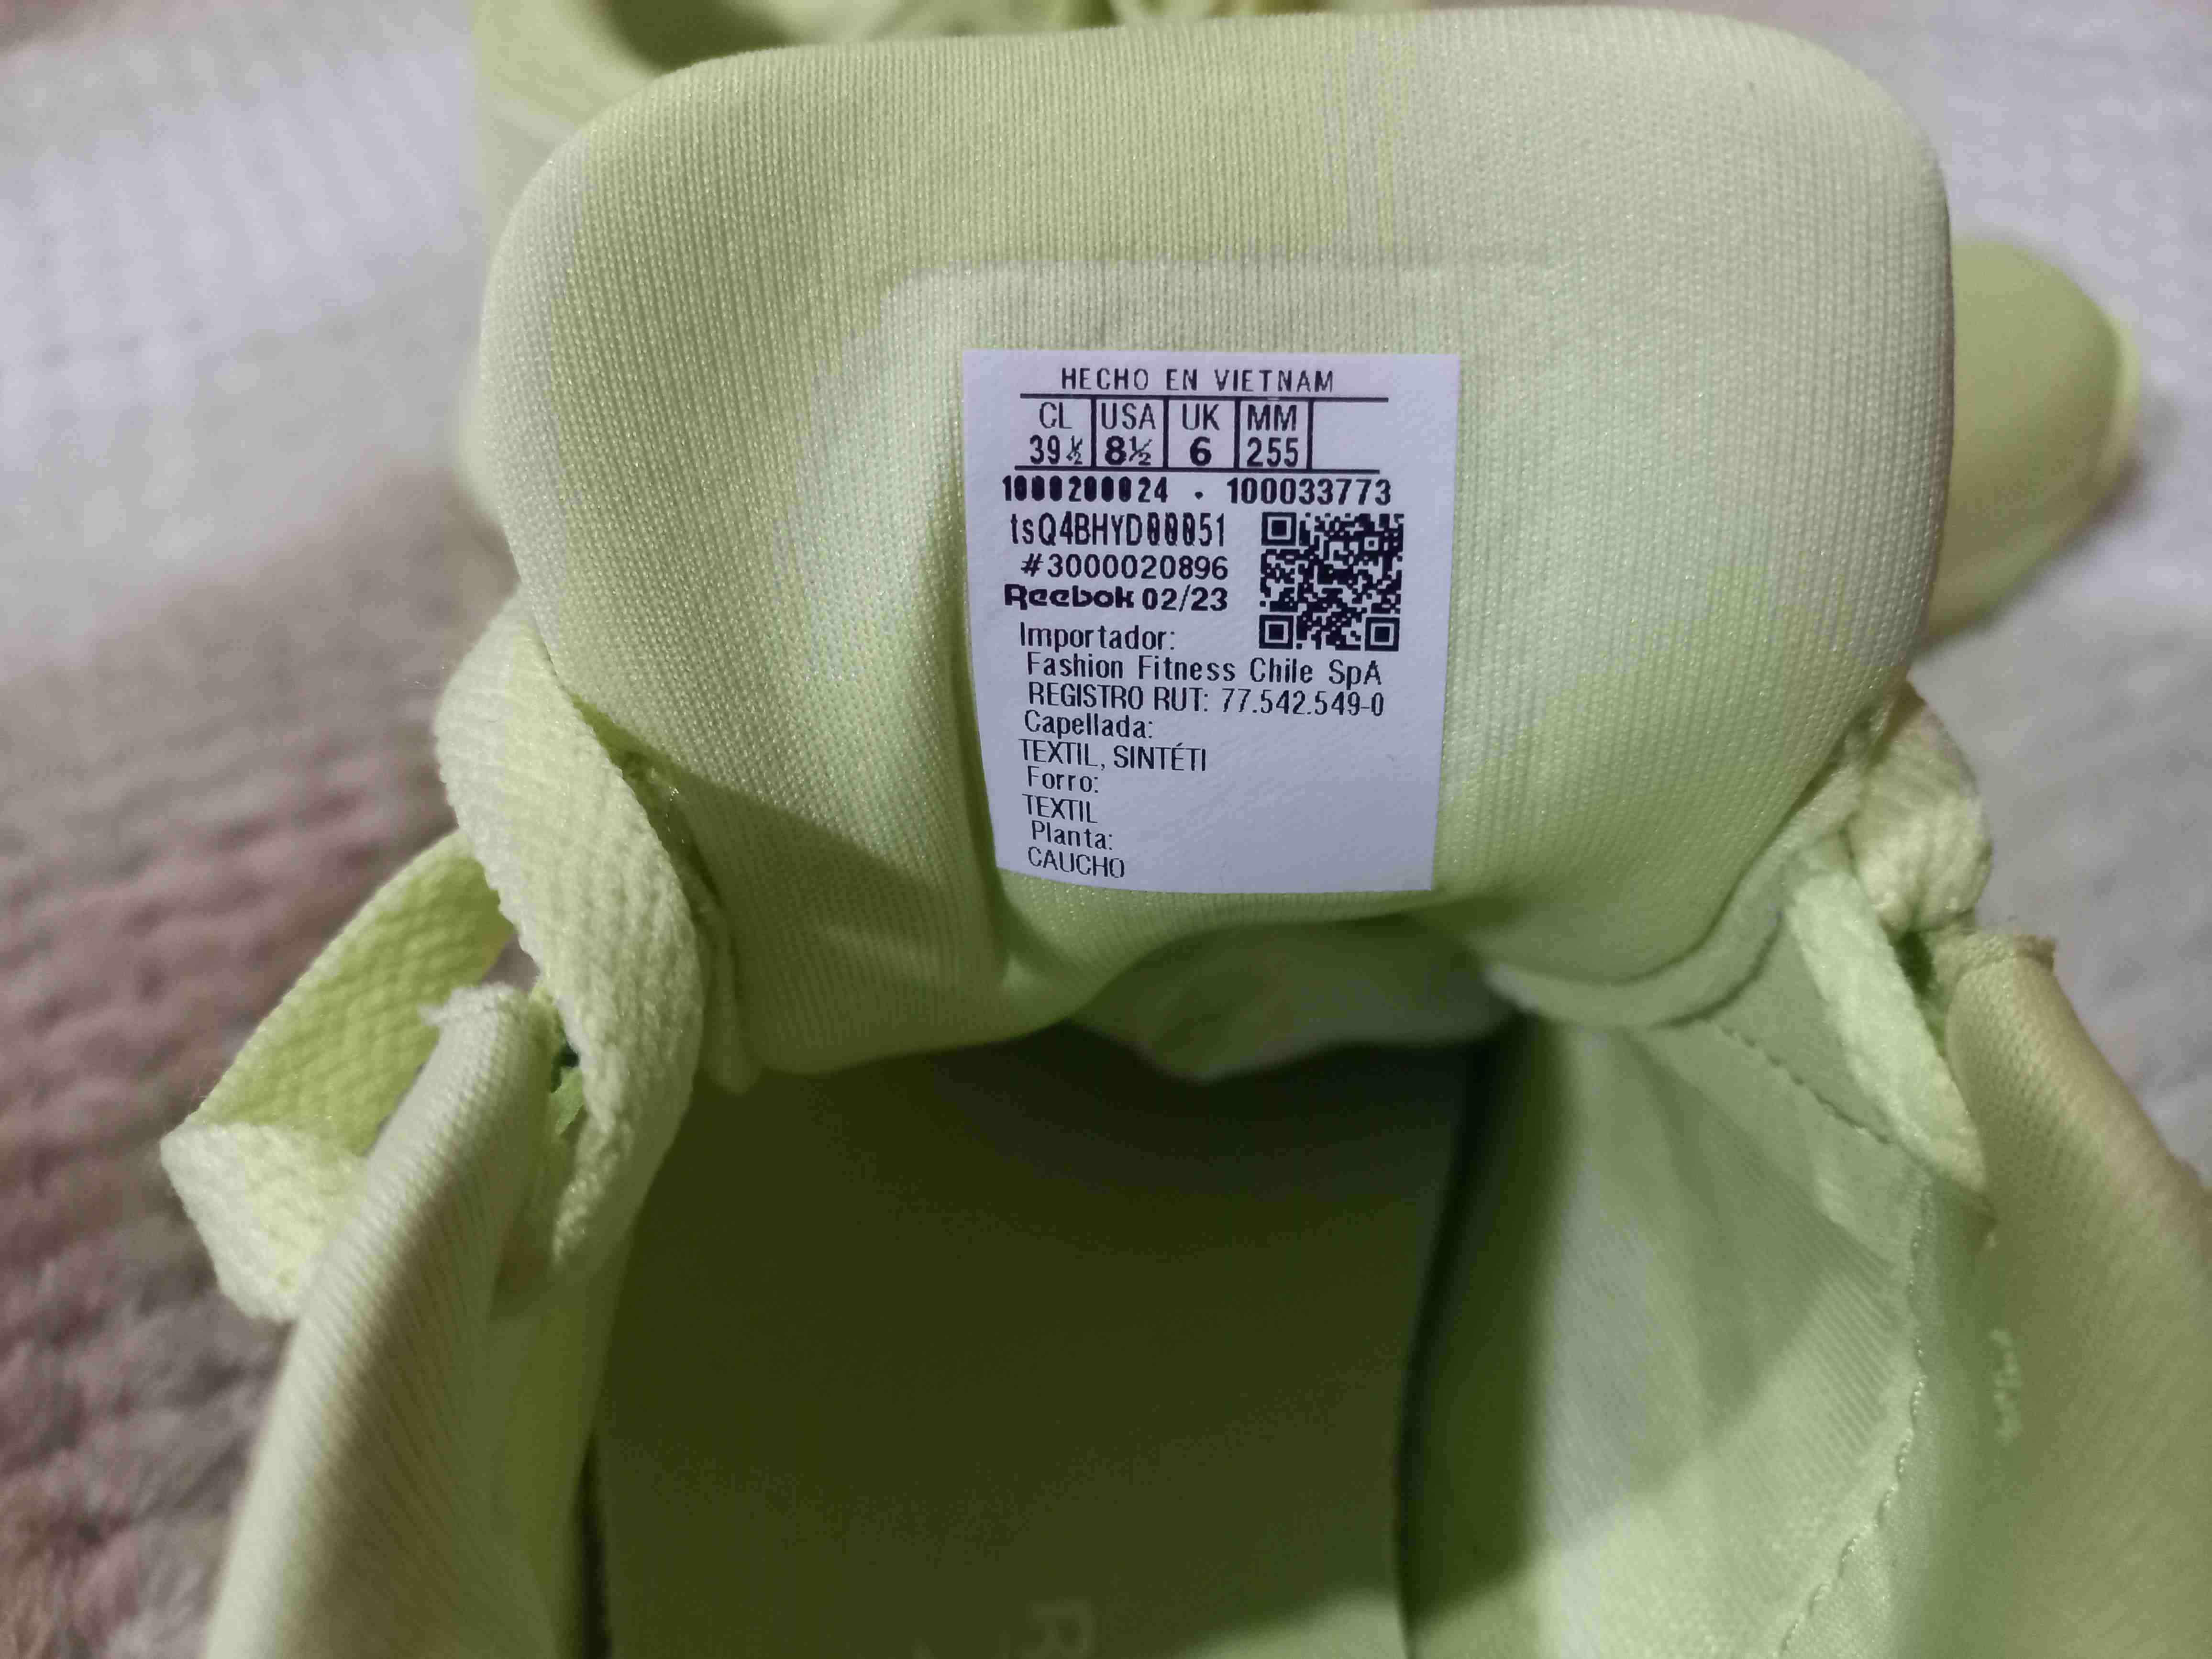 HECHO EN VIETNAM
CL USA UK MM
39½ 8½ 6 255
1000200024 · 100033773
tsQ4BHYD00051
#3000020896
Reebok 02/23
Importador:
Fashion Fitness Chile SpA
REGISTRO RUT: 77.542.549-0
Capellada:
TEXTIL, SINTÉTI
Forro:
TEXTIL
Planta:
CAUCHO